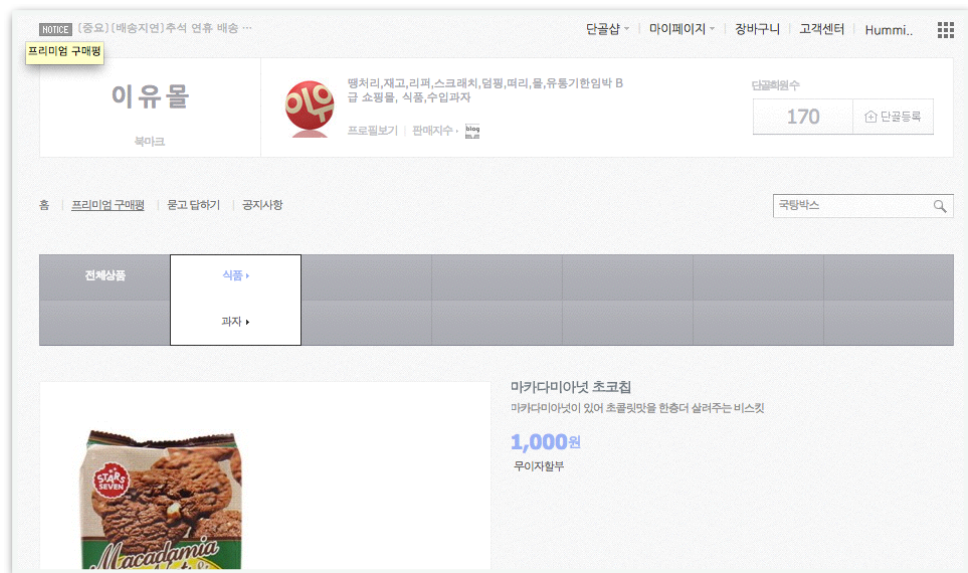 NOTICE [중요][배송지연]추석 연휴 배송 ···
단골샵 마이페이지 장바구니 고객센터 Hummi..
프리미엄 구매평
이유몰
북마크
이유
땡처리,재고,리퍼,스크래치,덤핑,떠리,몰,유통기한임박 B
급 쇼핑몰, 식품,수입과자
프로필보기 판매지수 blog
단골회원수
170 단골등록
홈 프리미엄 구매평 묻고 답하기 공지사항
국탕박스
전체상품 식품
과자
마카다미아넛 초코칩
마카다미아넛이 있어 초콜릿맛을 한층더 살려주는 비스킷
1,000원
무이자할부
STAR SEVEN
Macadamia